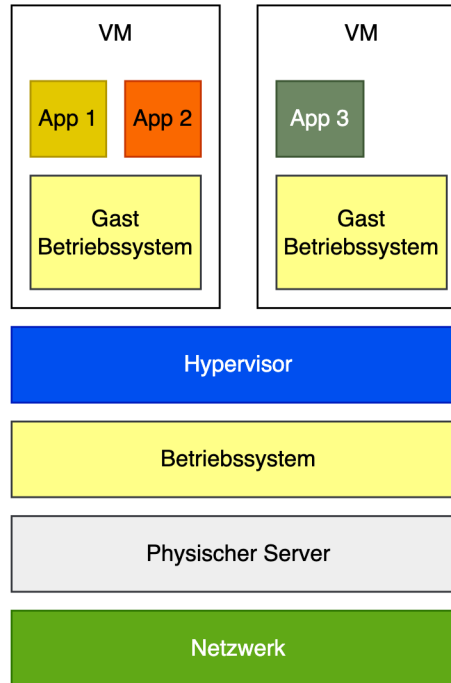 VM
VM
App 1
App 2
App 3
Gast
Betriebssystem
Gast
Betriebssystem
Hypervisor
Betriebssystem
Physischer Server
Netzwerk